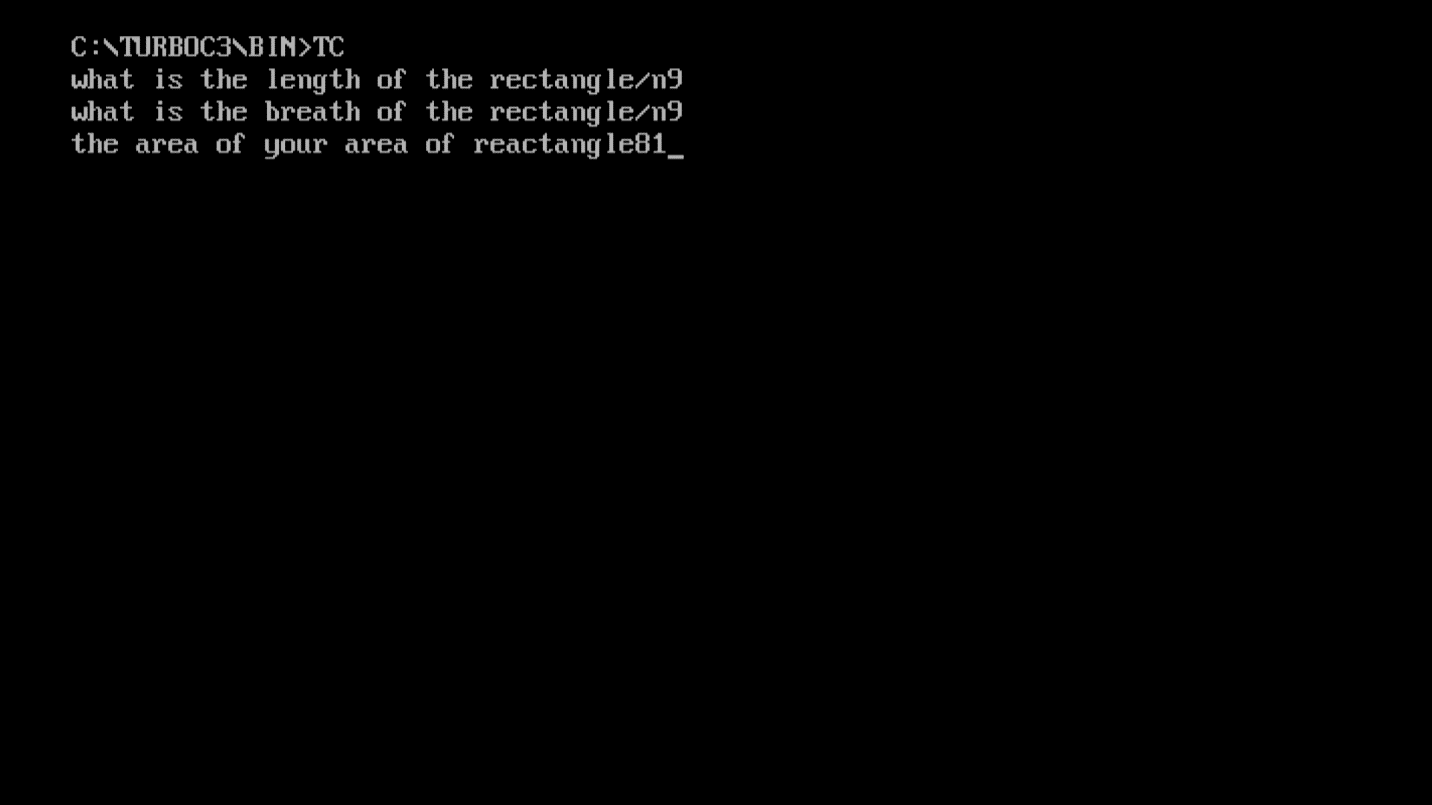 C:\TURBOC3\BIN>TC
what is the length of the rectangle/n9
what is the breath of the rectangle/n9
the area of your area of reactangle81_